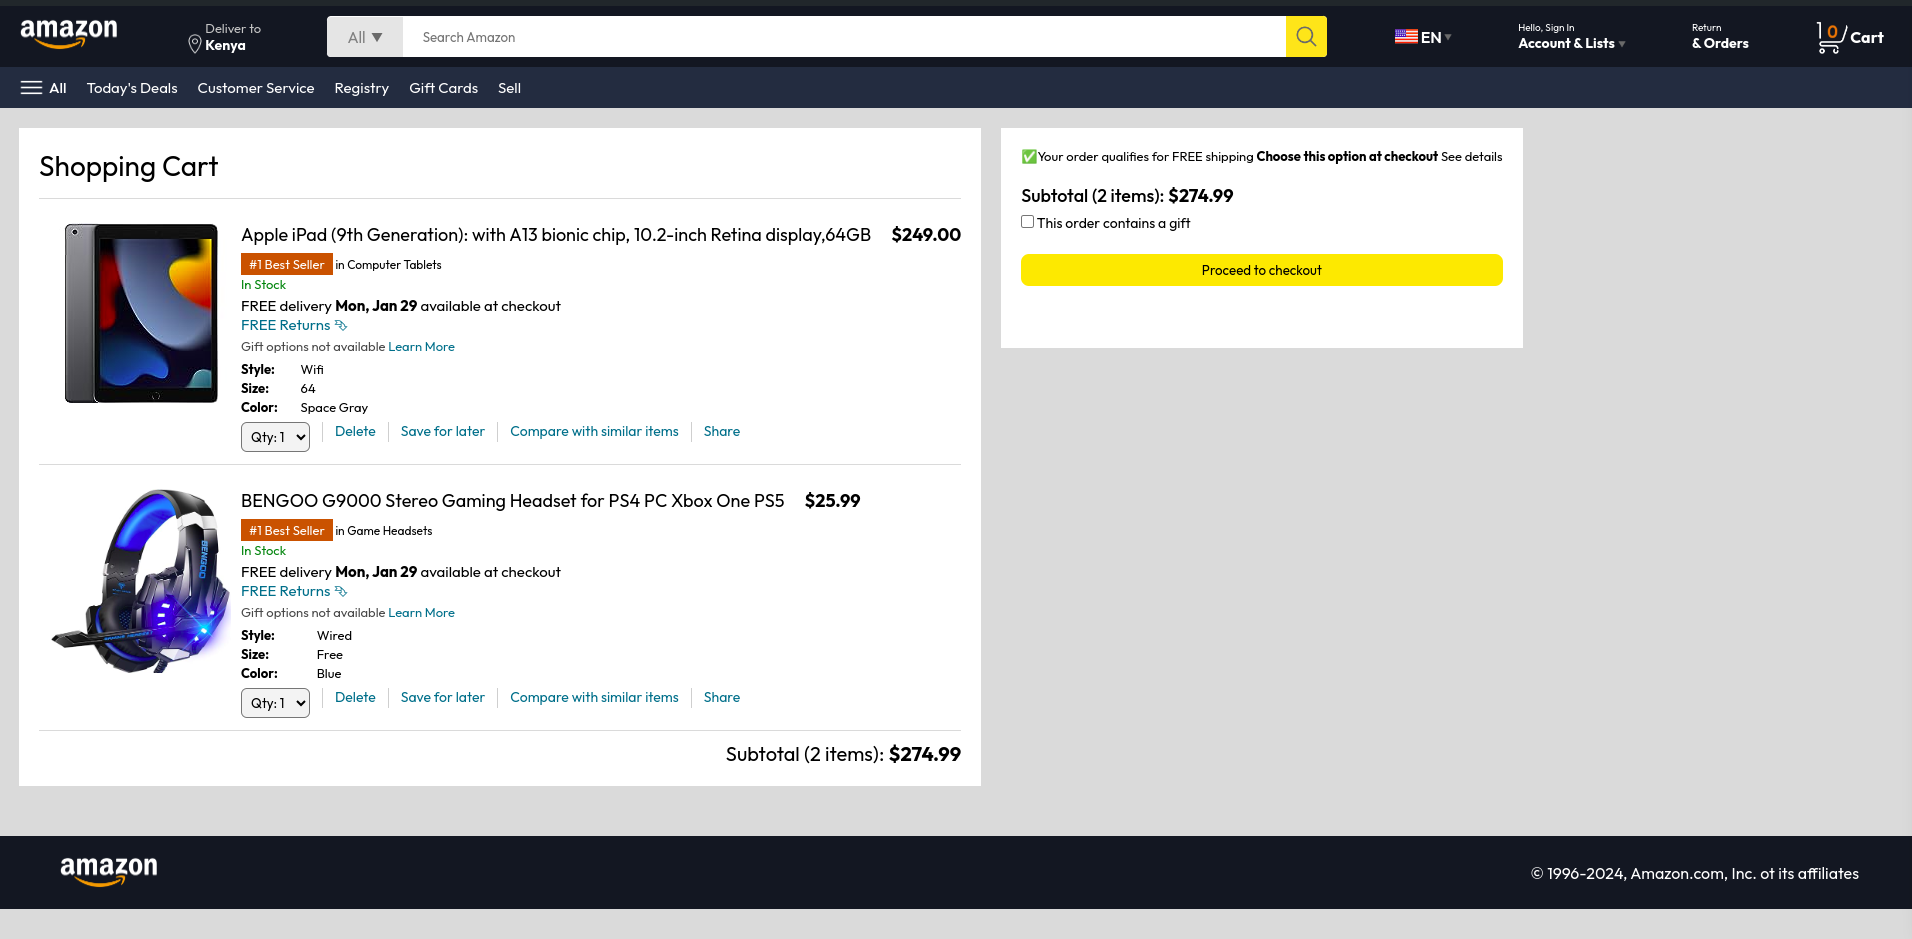 amazon
Deliver to
Kenya
All ▼
Search Amazon
EN
Hello, Sign In
Account & Lists
Return
& Orders
0
Cart
All
Today's Deals
Customer Service
Registry
Gift Cards
Sell
Shopping Cart
Apple iPad (9th Generation): with A13 bionic chip, 10.2-inch Retina display,64GB $249.00
#1 Best Seller in Computer Tablets
In Stock
FREE delivery Mon, Jan 29 available at checkout
FREE Returns
Gift options not available Learn More
Style: Wifi
Size: 64
Color: Space Gray
Qty: 1 Delete Save for later Compare with similar items Share
BENGOO G9000 Stereo Gaming Headset for PS4 PC Xbox One PS5 $25.99
#1 Best Seller in Game Headsets
In Stock
FREE delivery Mon, Jan 29 available at checkout
FREE Returns
Gift options not available Learn More
Style: Wired
Size: Free
Color: Blue
Qty: 1 Delete Save for later Compare with similar items Share
BENGOO
Subtotal (2 items): $274.99
✅Your order qualifies for FREE shipping Choose this option at checkout See details
Subtotal (2 items): $274.99
This order contains a gift
Proceed to checkout
amazon
© 1996-2024, Amazon.com, Inc. ot its affiliates